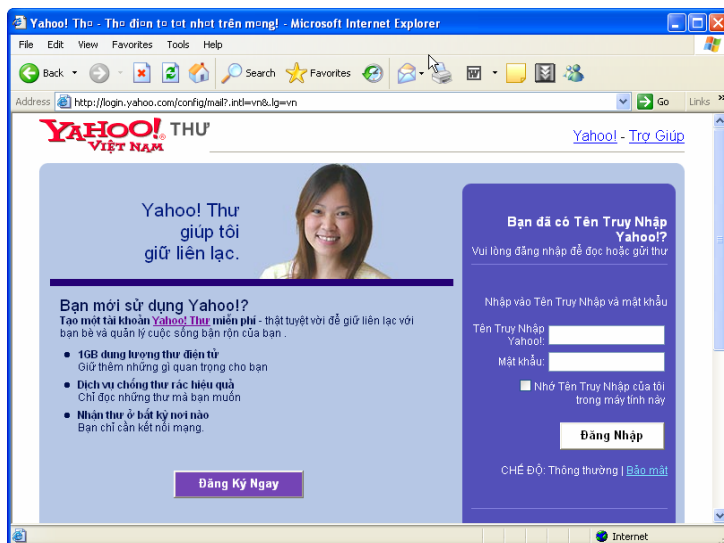 Yahoo! Th¤ - Th¤ đi¤n t¤ t¤t nh¤t trên m¤ng! - Microsoft Internet Explorer
File Edit View Favorites Tools Help
Back Search Favorites
Address http://login.yahoo.com/config/mail?.intl=vn&.lg=vn Go Links »
YAHOO! THƯ
VIỆT NAM
Yahoo! - Trợ Giúp
Yahoo! Thư
giúp tôi
giữ liên lạc.
Bạn mới sử dụng Yahoo!?
Tạo một tài khoản Yahoo! Thư miễn phí - thật tuyệt vời để giữ liên lạc với
bạn bè và quản lý cuộc sống bận rộn của bạn .
• 1GB dung lượng thư điện tử
Giữ thêm những gì quan trọng cho bạn
• Dịch vụ chống thư rác hiệu quả
Chỉ đọc những thư mà bạn muốn
• Nhận thư ở bất kỳ nơi nào
Bạn chỉ cần kết nối mạng.
Đăng Ký Ngay
Bạn đã có Tên Truy Nhập
Yahoo!?
Vui lòng đăng nhập để đọc hoặc gửi thư
Nhập vào Tên Truy Nhập và mật khẩu
Tên Truy Nhập
Yahoo!:
Mật khẩu:
Nhớ Tên Truy Nhập của tôi
trong máy tính này
Đăng Nhập
CHẾ ĐỘ: Thông thường | Bảo mật
Internet